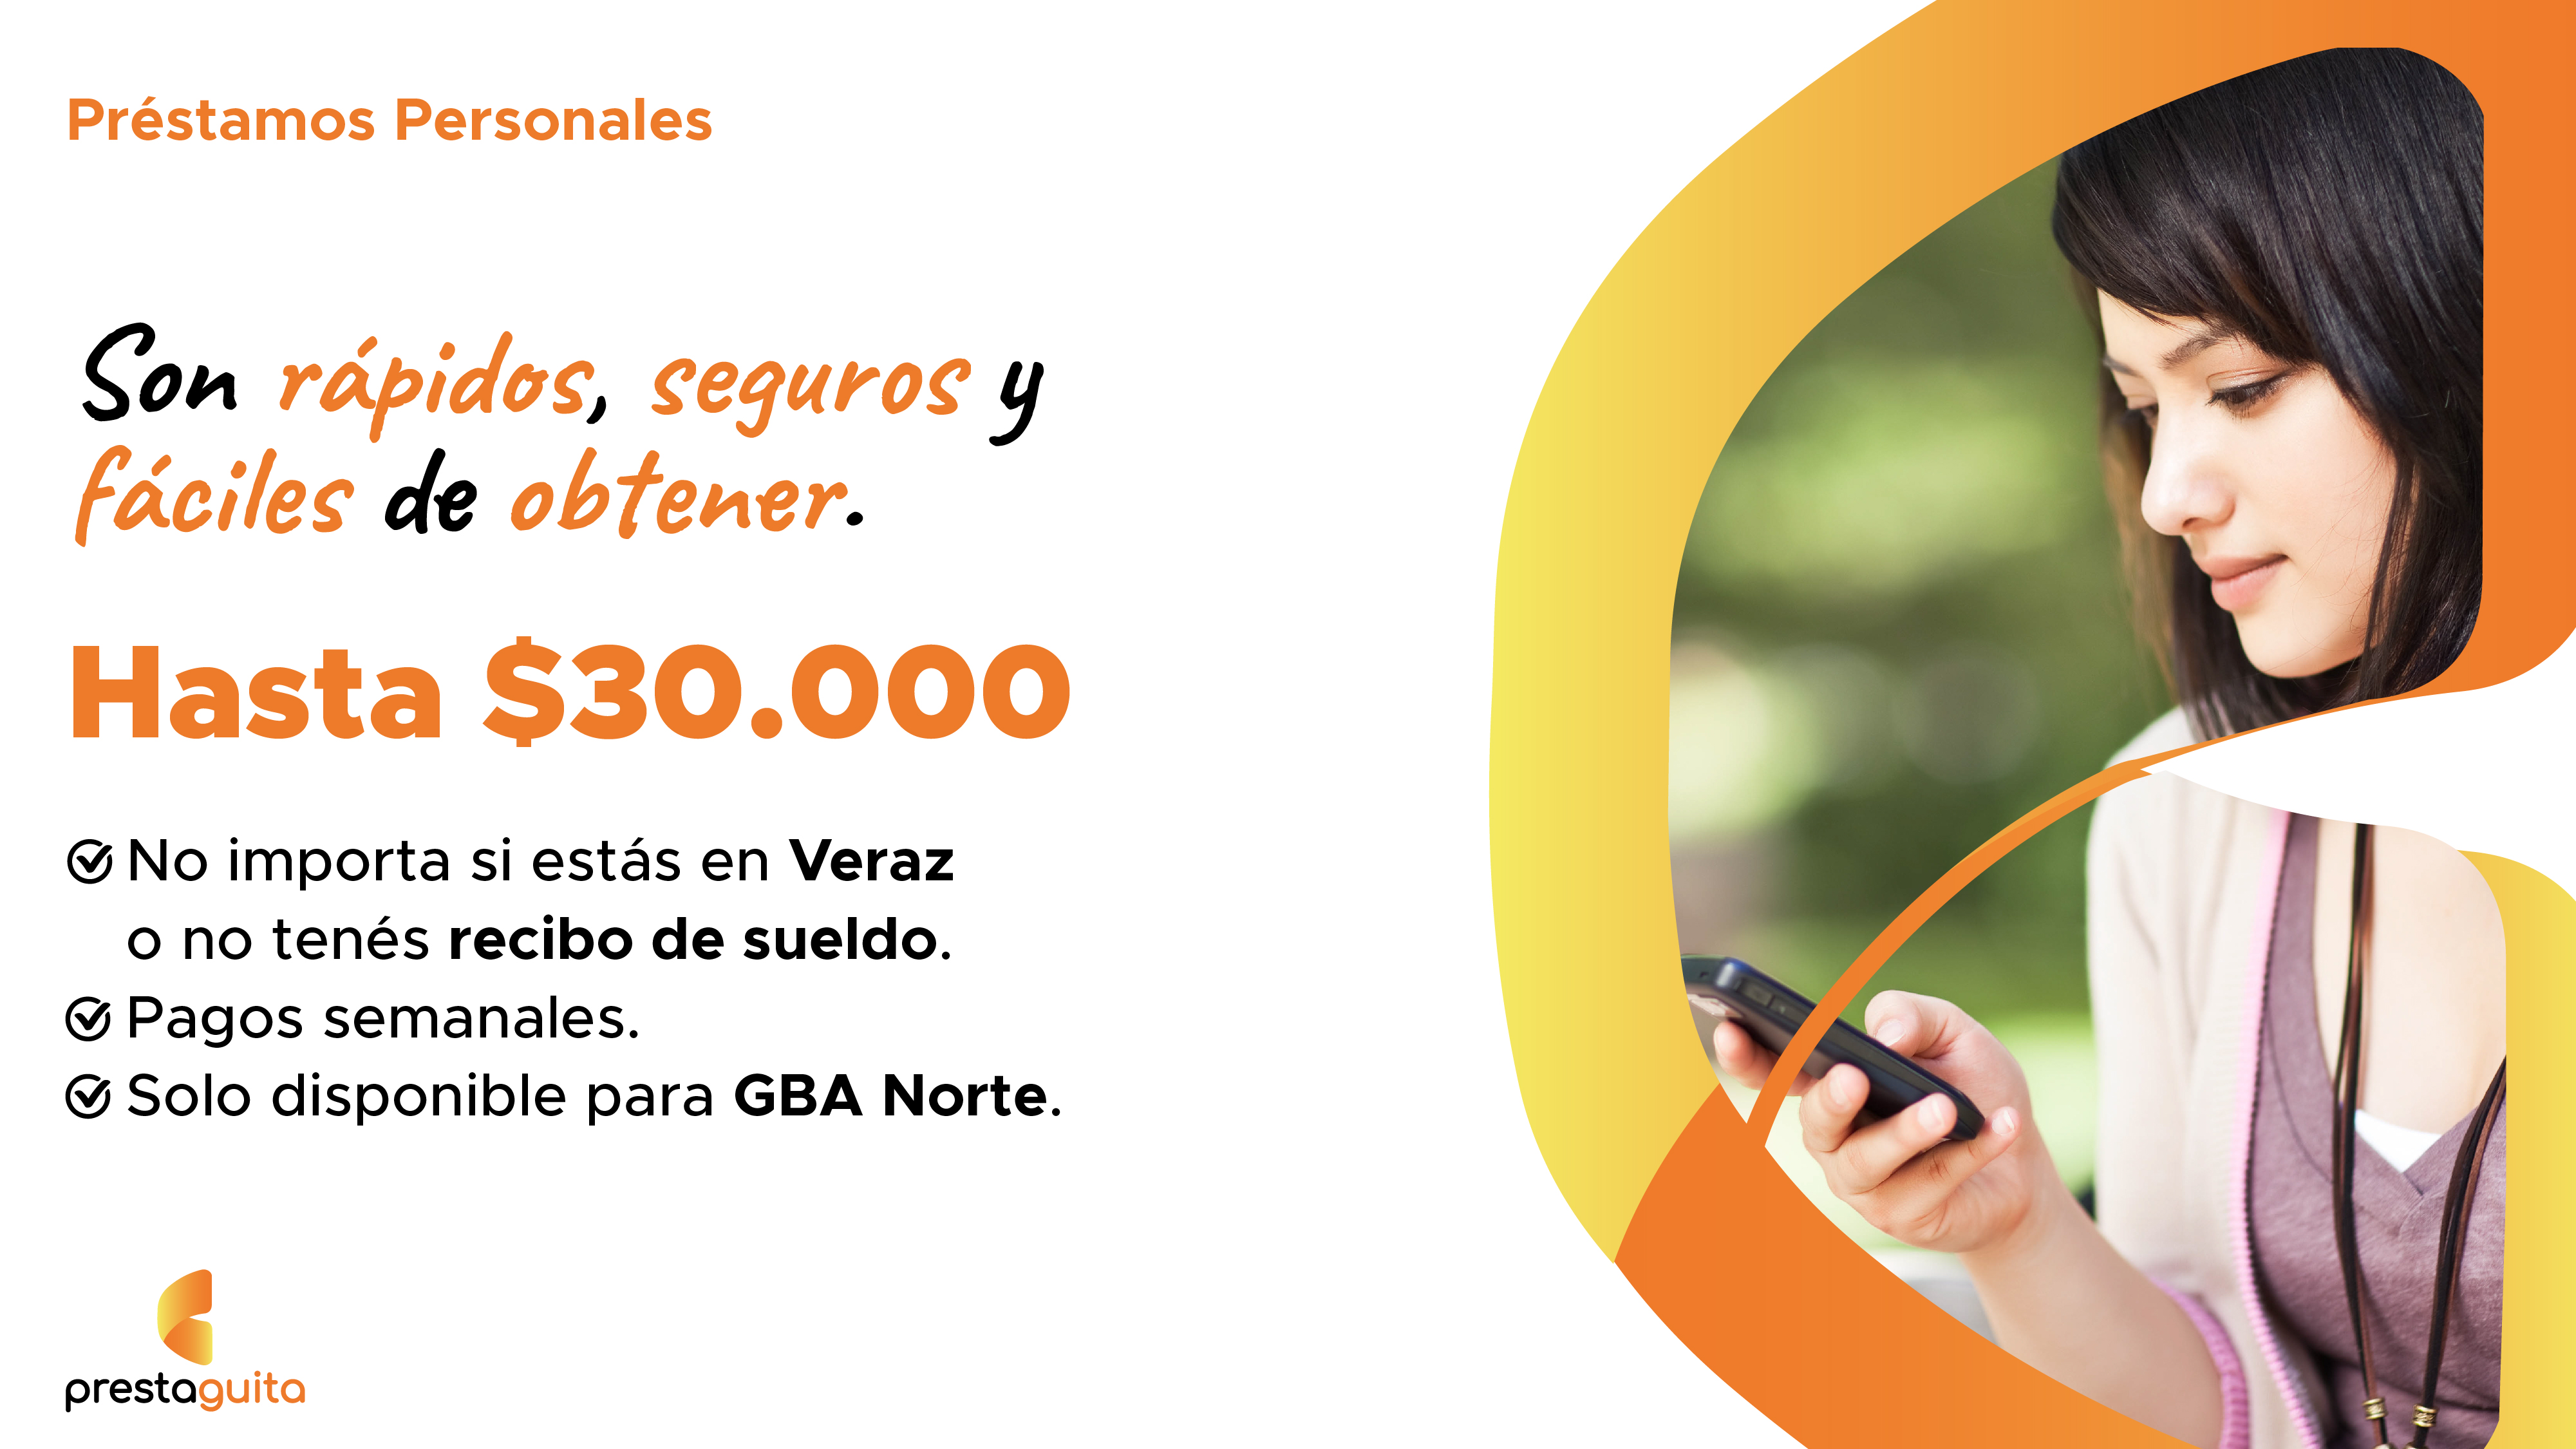 Préstamos Personales
Son rápidos, seguros y
fáciles de obtener.
Hasta $30.000
No importa si estás en Veraz
o no tenés recibo de sueldo.
Pagos semanales.
Solo disponible para GBA Norte.
prestaguita